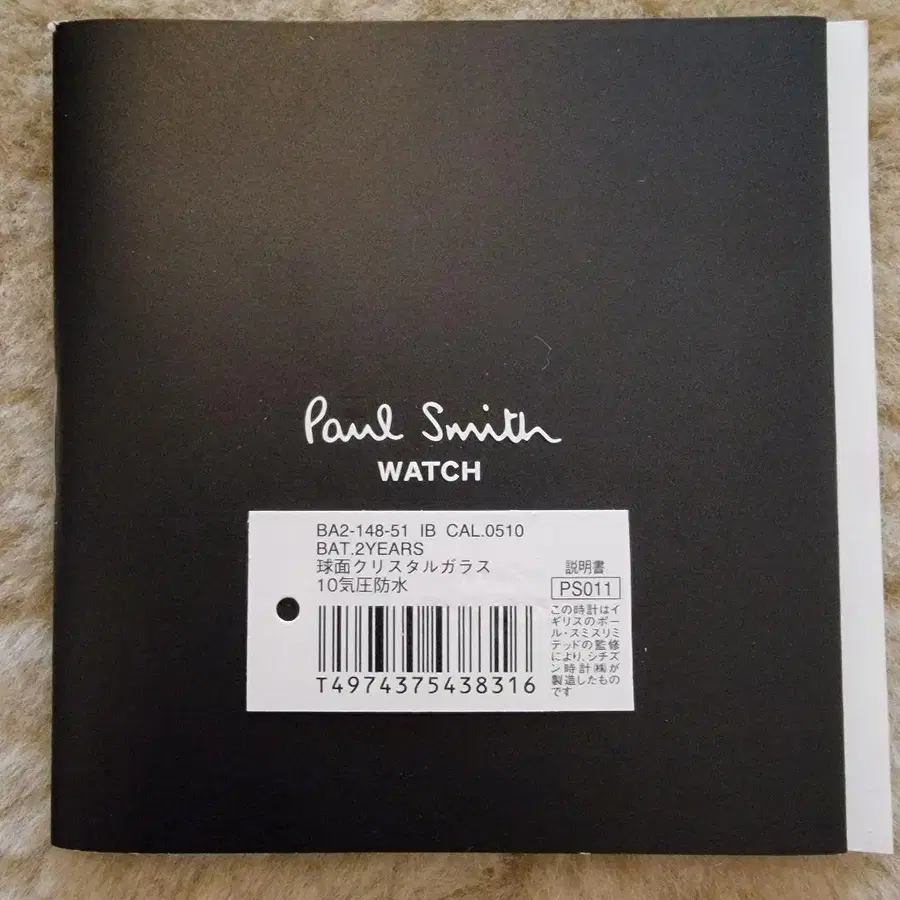 Paul Smith
WATCH
BA2-148-51 IB CAL.0510
BAT.2YEARS
球面クリスタルガラス
10気圧防水
T4974375438316
説明書
PS011
この時計はイ
ギリスのポー
ル・スミスリミ
テッドの監修
により、シチズ
ン時計㈱が
製造したもの
です